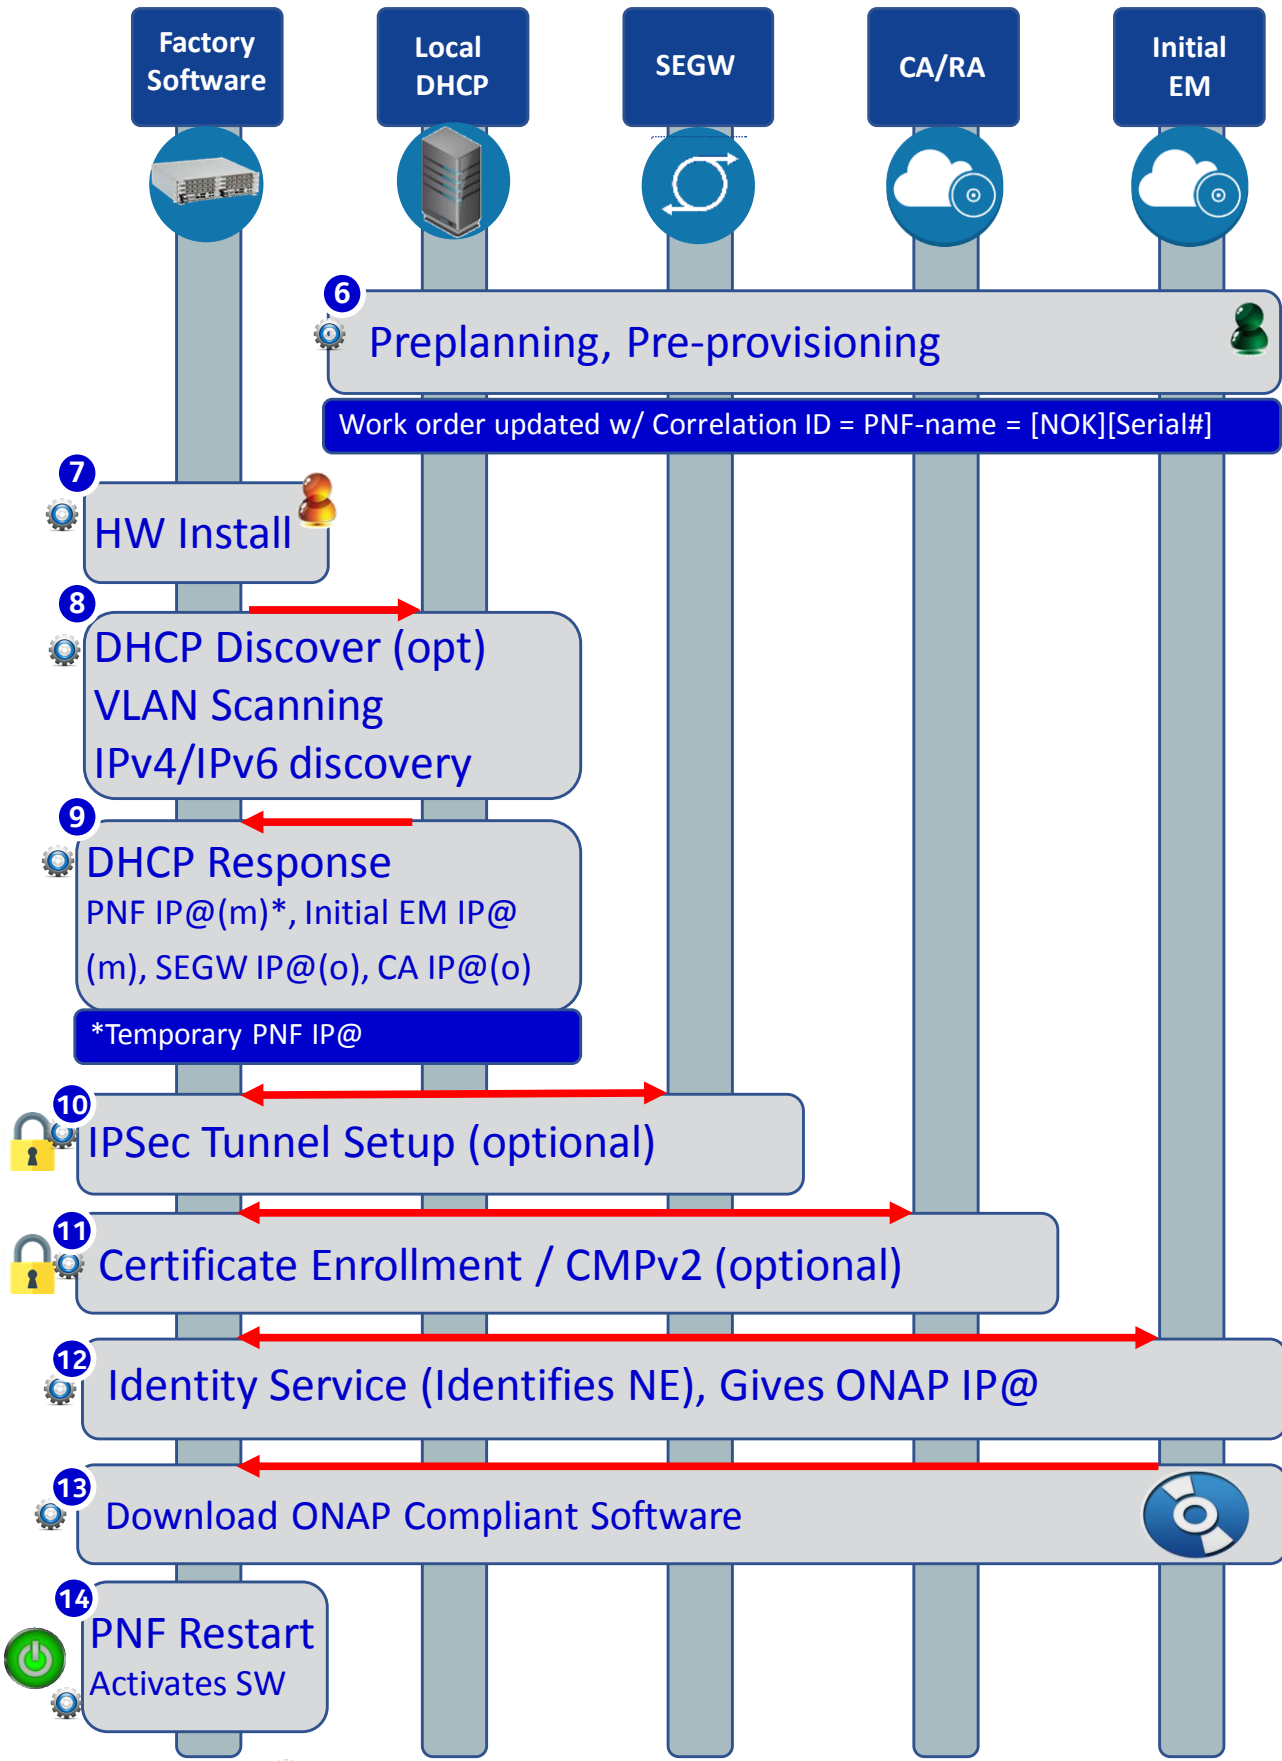 Factory
Software
Local
DHCP
SEGW
CA/RA
Initial
EM
6
Preplanning, Pre-provisioning
Work order updated w/ Correlation ID = PNF-name = [NOK][Serial#]
7
HW Install
8
DHCP Discover (opt)
VLAN Scanning
IPv4/IPv6 discovery
9
DHCP Response
PNF IP@(m)*, Initial EM IP@
(m), SEGW IP@(o), CA IP@(o)
*Temporary PNF IP@
10
IPSec Tunnel Setup (optional)
11
Certificate Enrollment / CMPv2 (optional)
12
Identity Service (Identifies NE), Gives ONAP IP@
13
Download ONAP Compliant Software
14
PNF Restart
Activates SW